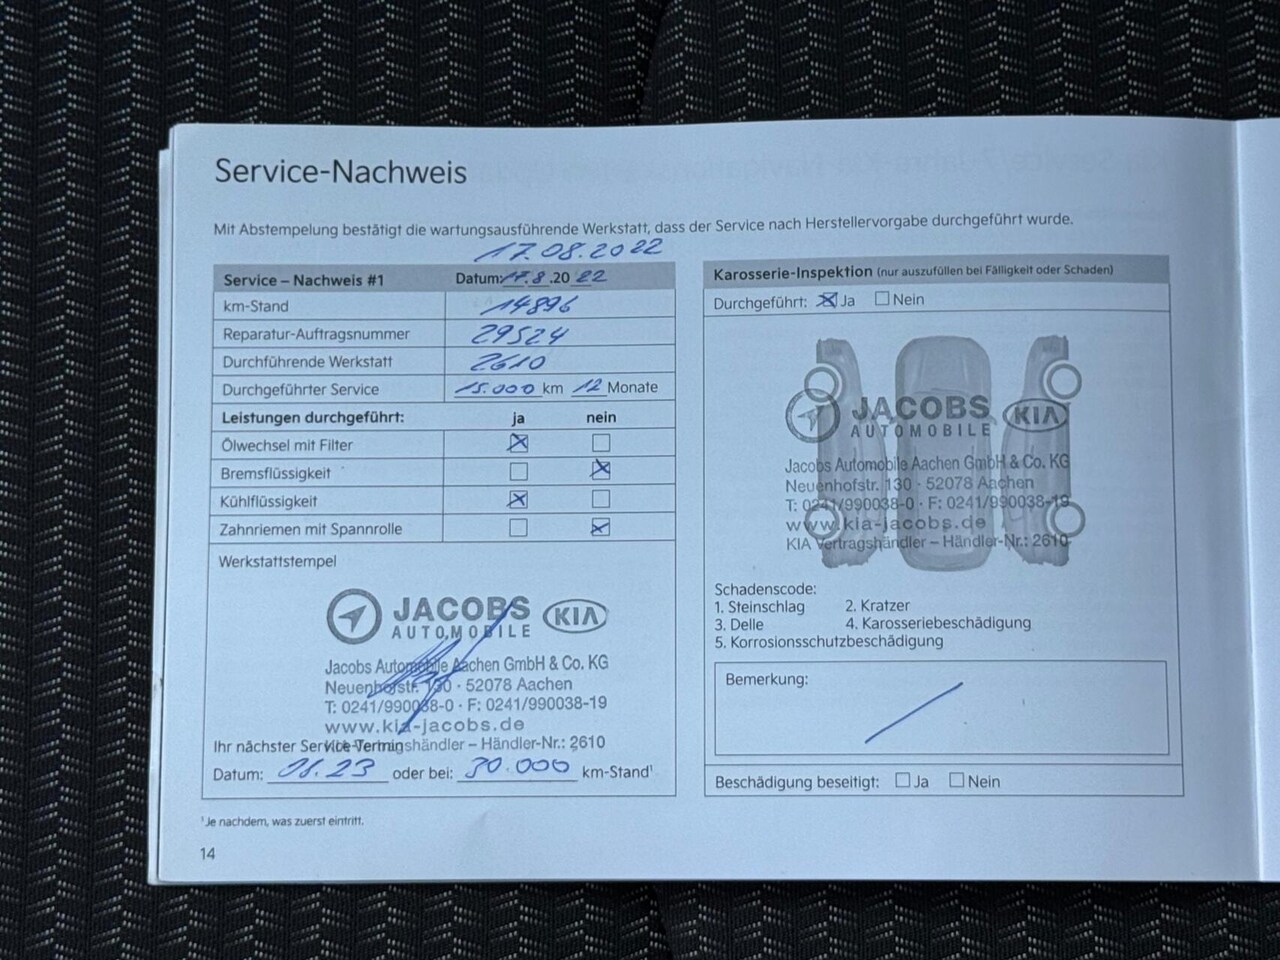 Service-Nachweis
Mit Abstempelung bestätigt die wartungsausführende Werkstatt, dass der Service nach Herstellervorgabe durchgeführt wurde.
17.08.2022
Service – Nachweis #1 Datum: 17.8.20 22
km-Stand 14896
Reparatur-Auftragsnummer 29524
Durchführende Werkstatt 2610
Durchgeführter Service 15.000 km 12 Monate
Leistungen durchgeführt: ja nein
Ölwechsel mit Filter
Bremsflüssigkeit
Kühlflüssigkeit
Zahnriemen mit Spannrolle
Werkstattstempel
JACOBS KIA
AUTOMOBILE
Jacobs Automobile Aachen GmbH & Co. KG
Neuenhofstr. 130 · 52078 Aachen
T: 0241/990038-0 · F: 0241/990038-19
www.kia-jacobs.de
KIA Vertragshändler – Händler-Nr.: 2610
Ihr nächster Service-Termin
Datum: 08.23 oder bei: 30.000 km-Stand¹
¹Je nachdem, was zuerst eintritt.
14
Karosserie-Inspektion (nur auszufüllen bei Fälligkeit oder Schaden)
Durchgeführt: Ja Nein
JACOBS KIA
AUTOMOBILE
Jacobs Automobile Aachen GmbH & Co. KG
Neuenhofstr. 130 · 52078 Aachen
T: 0241/990038-0 · F: 0241/990038-19
www.kia-jacobs.de
KIA Vertragshändler – Händler-Nr.: 2610
Schadenscode:
1. Steinschlag 2. Kratzer
3. Delle 4. Karosseriebeschädigung
5. Korrosionsschutzbeschädigung
Bemerkung:
Beschädigung beseitigt: Ja Nein